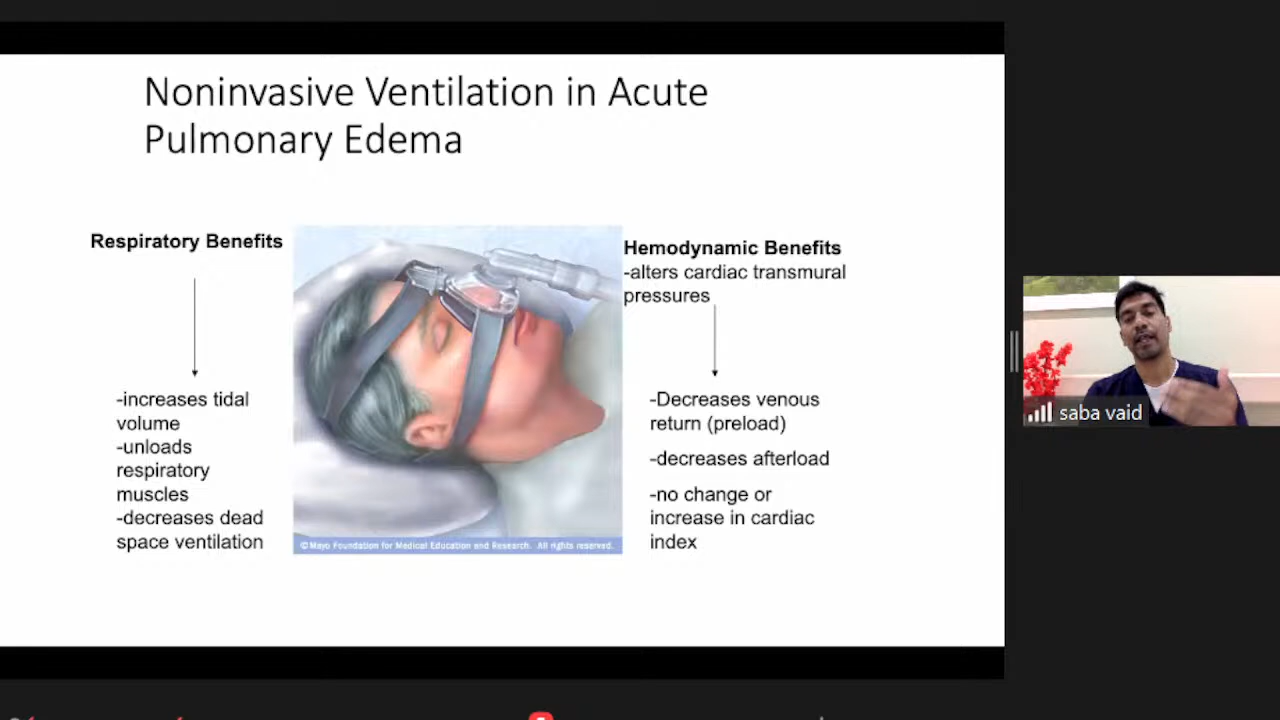 Noninvasive Ventilation in Acute
Pulmonary Edema
Respiratory Benefits
-increases tidal
volume
-unloads
respiratory
muscles
-decreases dead
space ventilation
©Mayo Foundation for Medical Education and Research. All rights reserved.
Hemodynamic Benefits
-alters cardiac transmural
pressures
-Decreases venous
return (preload)
-decreases afterload
-no change or
increase in cardiac
index
saba vaid